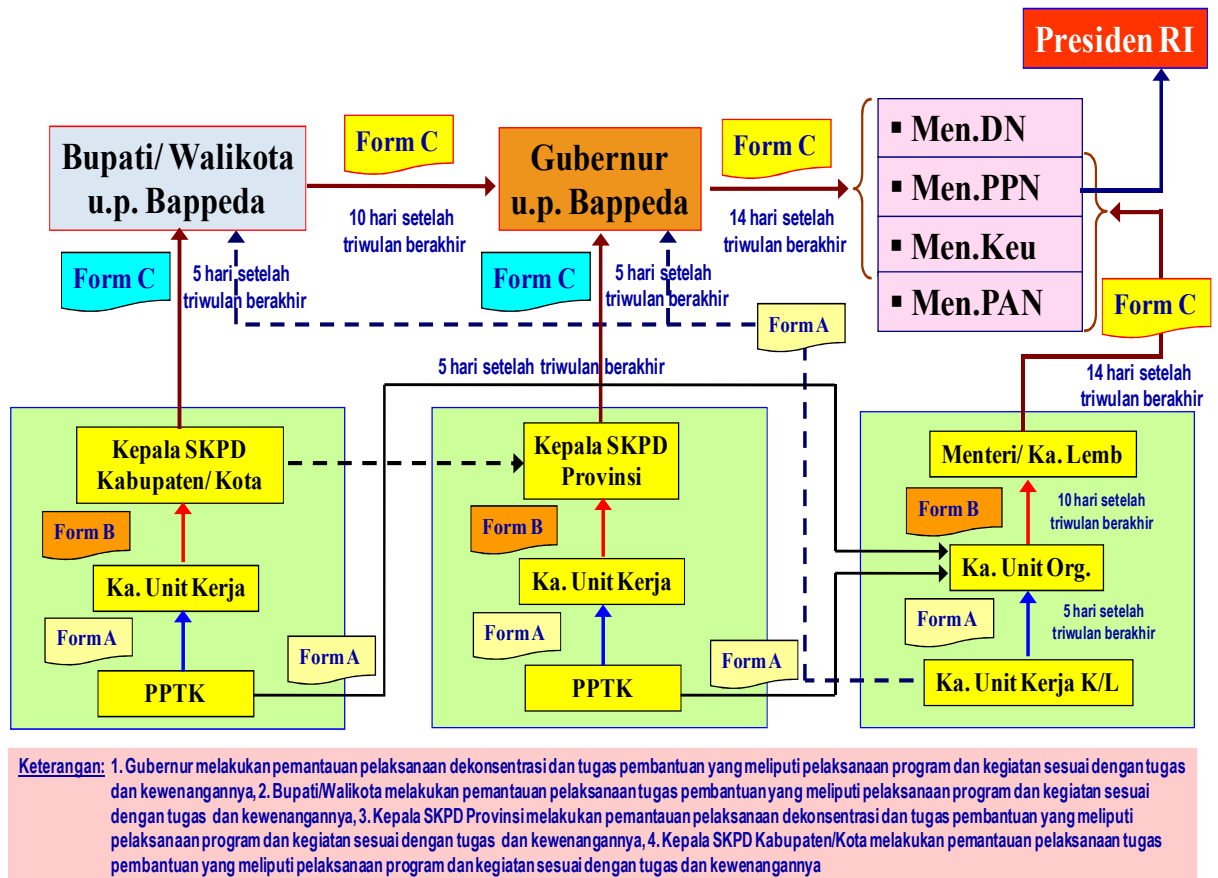 Presiden RI
Form C
Form C
▪ Men.DN
▪ Men.PPN
▪ Men.Keu
▪ Men.PAN
Bupati/ Walikota
u.p. Bappeda
Gubernur
u.p. Bappeda
10 hari setelah
triwulan berakhir
14 hari setelah
triwulan berakhir
Form C
5 hari setelah
triwulan berakhir
Form C
5 hari setelah
triwulan berakhir
Form A
Form C
5 hari setelah triwulan berakhir
14 hari setelah
triwulan berakhir
Kepala SKPD
Kabupaten/ Kota
Kepala SKPD
Provinsi
Menteri/ Ka. Lemb
Form B
Form B
Form B
10 hari setelah
triwulan berakhir
Ka. Unit Kerja
Ka. Unit Kerja
Ka. Unit Org.
Form A
Form A
Form A
Form A
Form A
5 hari setelah
triwulan berakhir
PPTK
PPTK
Ka. Unit Kerja K/L
Keterangan: 1. Gubernur melakukan pemantauan pelaksanaan dekonsentrasi dan tugas pembantuan yang meliputi pelaksanaan program dan kegiatan sesuai dengan tugas
dan kewenangannya, 2. Bupati/Walikota melakukan pemantauan pelaksanaan tugas pembantuan yang meliputi pelaksanaan program dan kegiatan sesuai
dengan tugas dan kewenangannya, 3. Kepala SKPD Provinsi melakukan pemantauan pelaksanaan dekonsentrasi dan tugas pembantuan yang meliputi
pelaksanaan program dan kegiatan sesuai dengan tugas dan kewenangannya, 4. Kepala SKPD Kabupaten/Kota melakukan pemantauan pelaksanaan tugas
pembantuan yang meliputi pelaksanaan program dan kegiatan sesuai dengan tugas dan kewenangannya